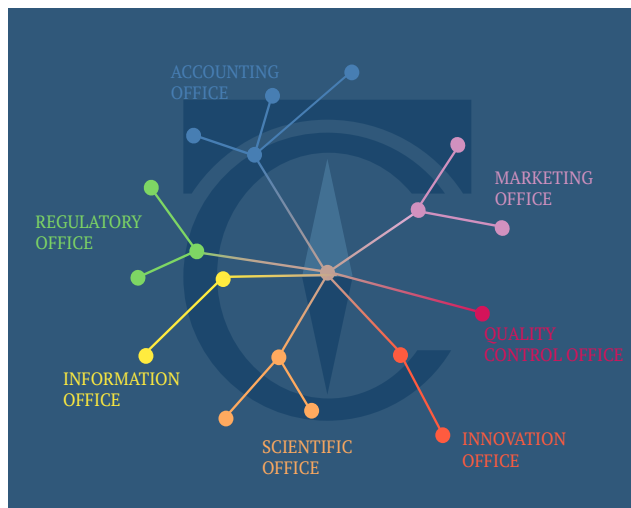 ACCOUNTING
OFFICE
MARKETING
OFFICE
REGULATORY
OFFICE
QUALITY
CONTROL OFFICE
INFORMATION
OFFICE
INNOVATION
OFFICE
SCIENTIFIC
OFFICE